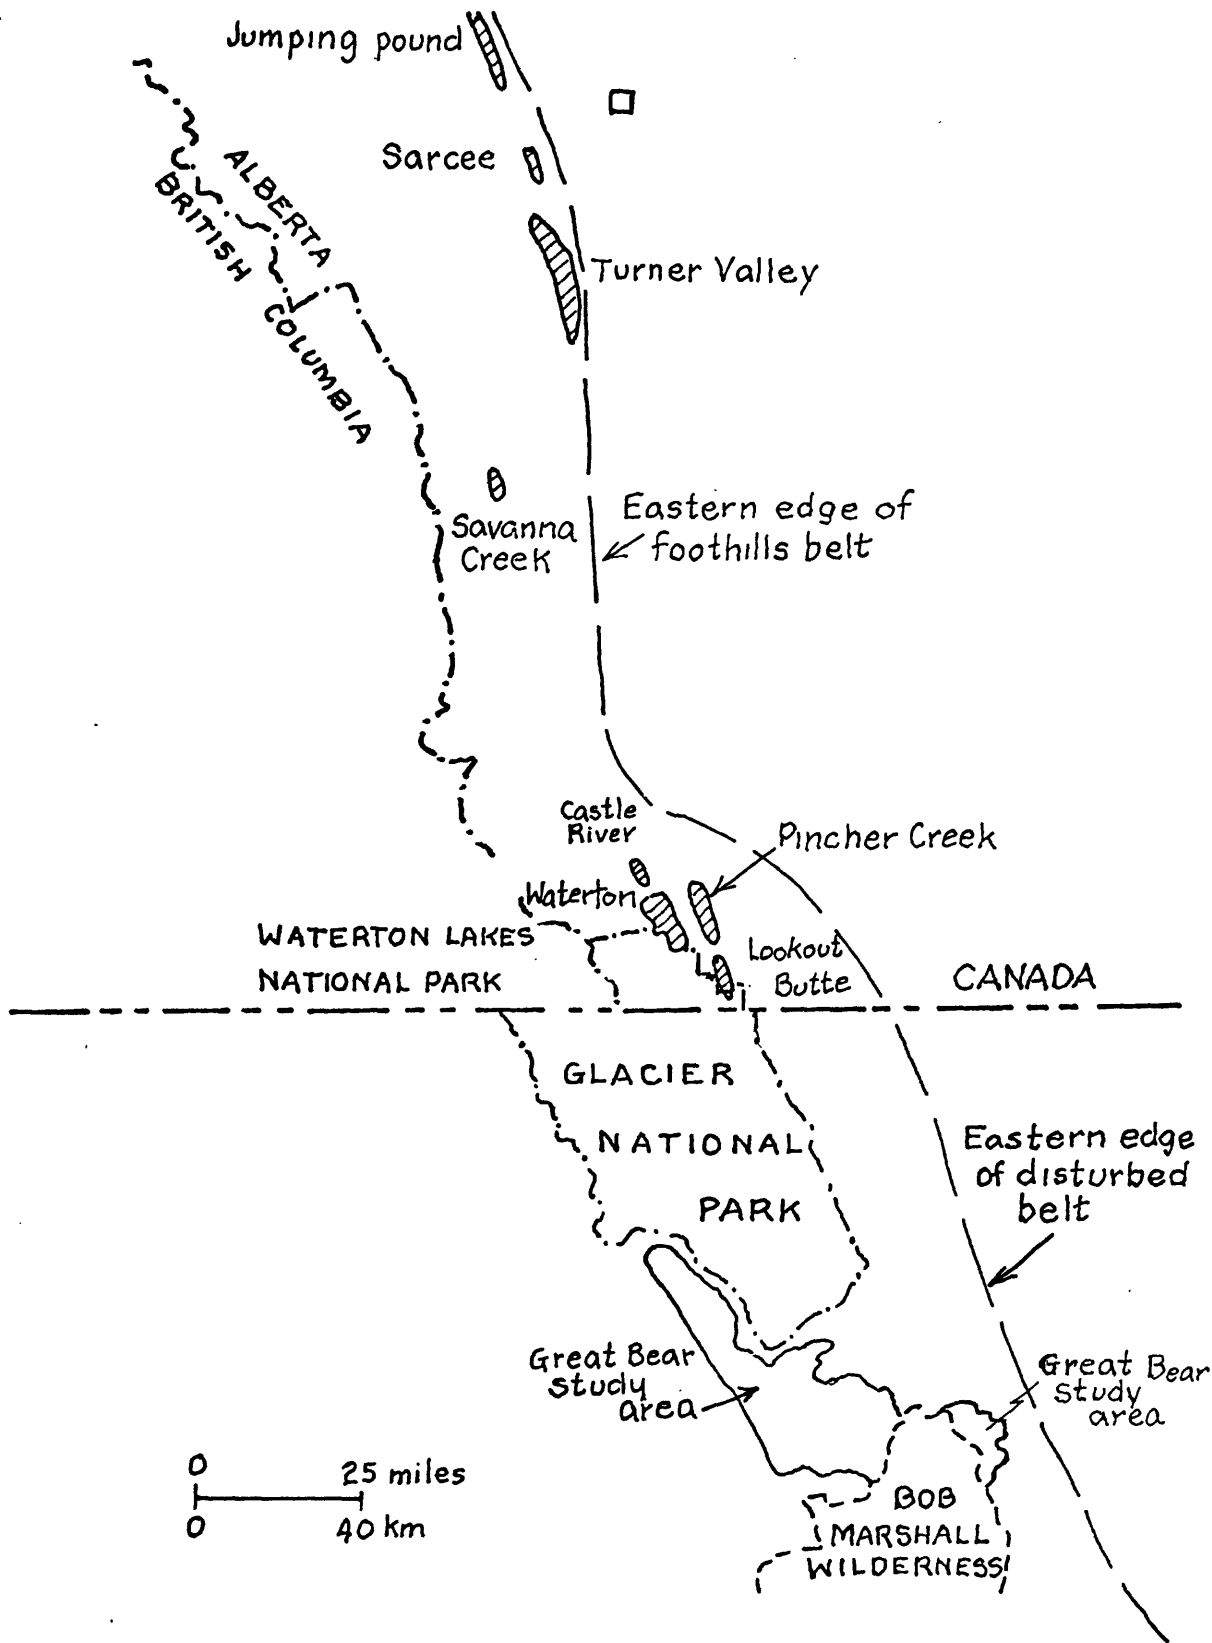 Jumping pound
Sarcee
ALBERTA
BRITISH COLUMBIA
Turner Valley
Savanna
Creek
Eastern edge of
foothills belt
Castle
River
Pincher Creek
Waterton
WATERTON LAKES
NATIONAL PARK
Lookout
Butte
CANADA
GLACIER
NATIONAL
PARK
Eastern edge
of disturbed
belt
Great Bear
study
area
Great Bear
study
area
0 25 miles
0 40 km
BOB
MARSHALL
WILDERNESS